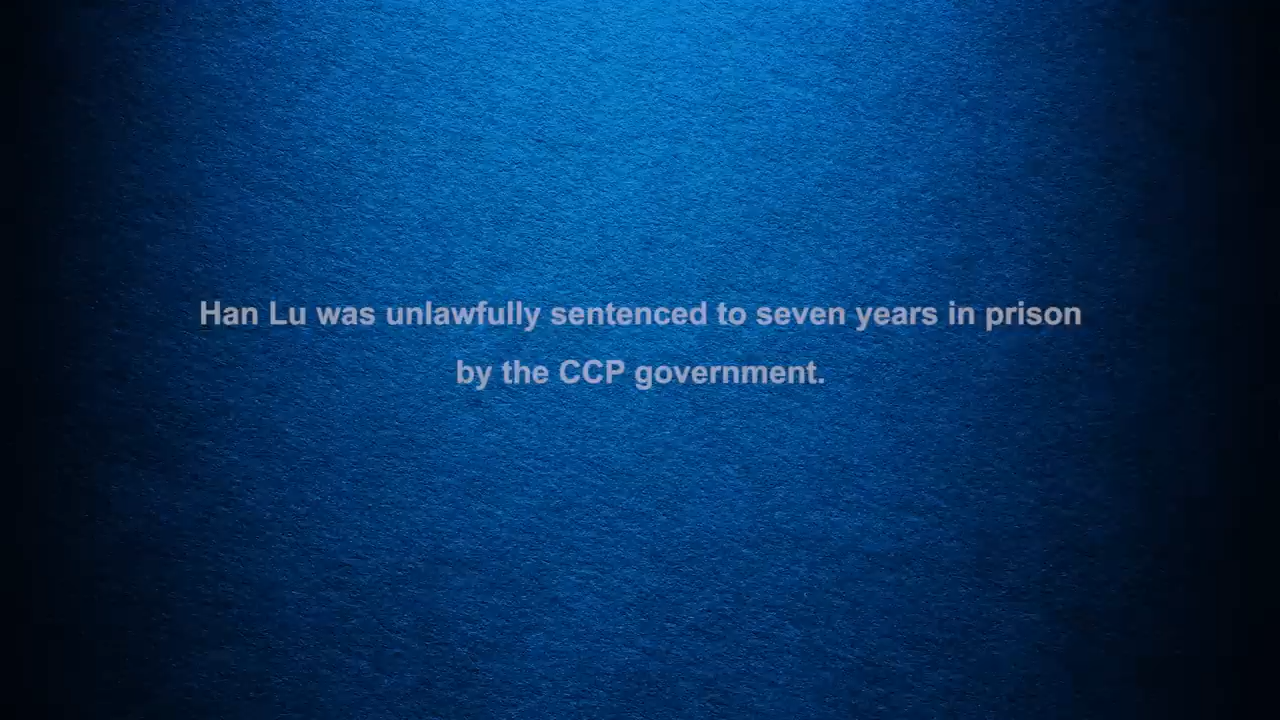 Han Lu was unlawfully sentenced to seven years in prison
by the CCP government.